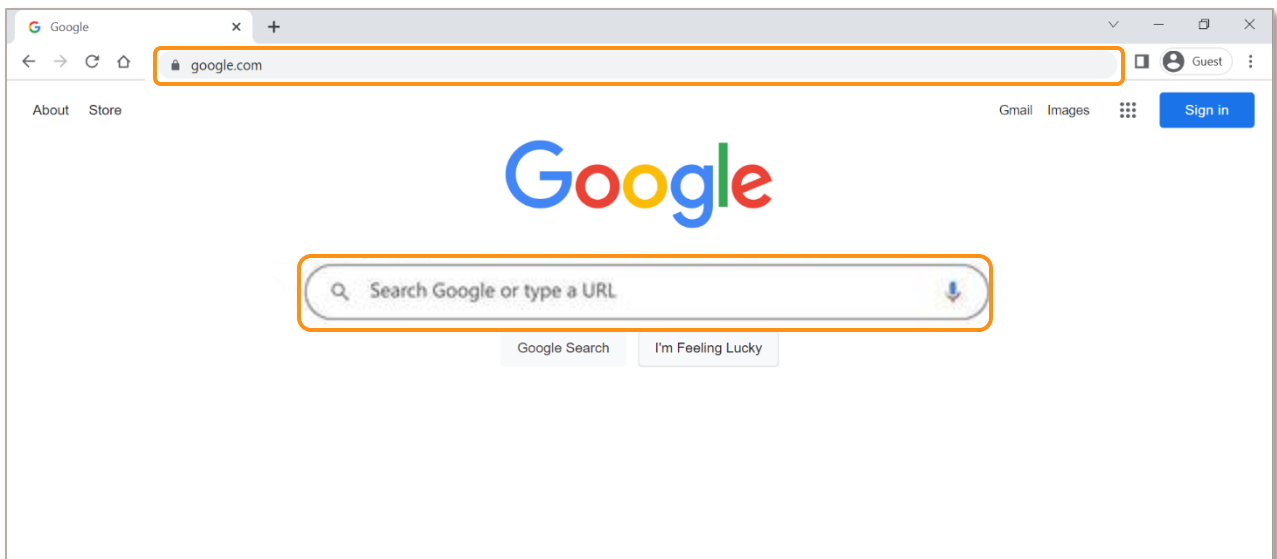 Google
google.com
Guest
About Store
Gmail Images
Sign in
Google
Search Google or type a URL
Google Search
I'm Feeling Lucky